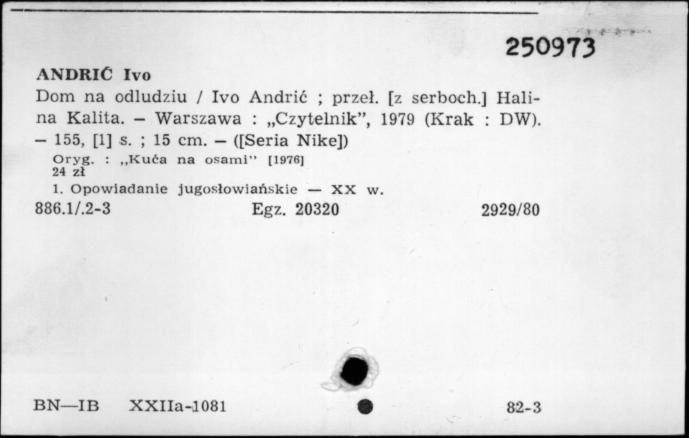 250973
ANDRIĆ Ivo
Dom na odludziu / Ivo Andrić ; przeł. [z serboch.] Hali-
na Kalita. — Warszawa : „Czytelnik”, 1979 (Krak : DW).
— 155, [1] s. ; 15 cm. — ([Seria Nike])
Oryg. : „Kuća na osami” [1976]
24 zł
1. Opowiadanie jugosłowiańskie — XX w.
886.1/.2-3 Egz. 20320 2929/80
BN—IB XXIIa-1081 82-3